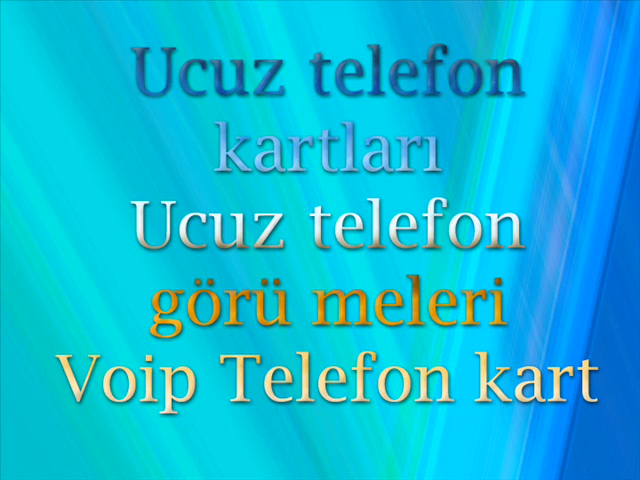 Ucuz telefon
kartları
Ucuz telefon
görü meleri
Voip Telefon kart